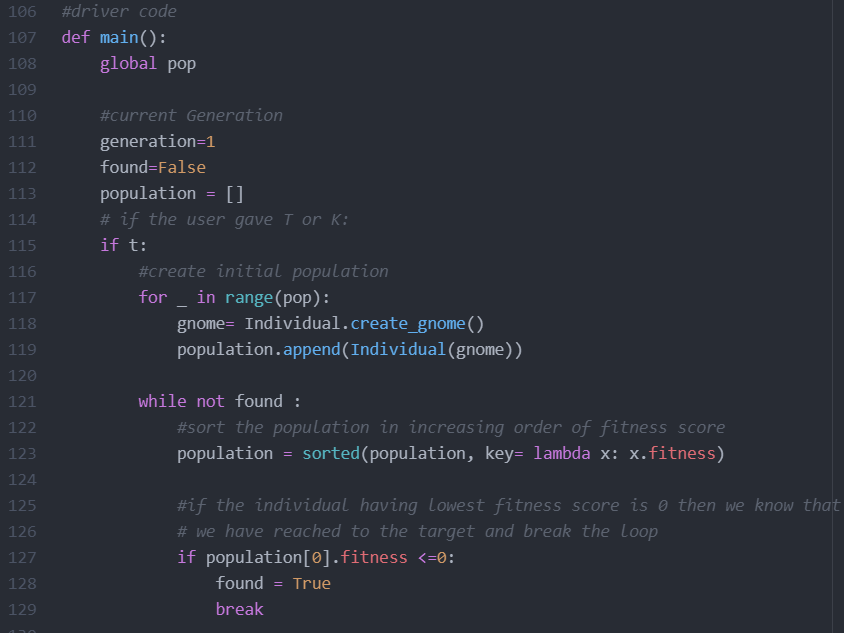 106 #driver code
107 def main():
108     global pop
109
110     #current Generation
111     generation=1
112     found=False
113     population = []
114     # if the user gave T or K:
115     if t:
116         #create initial population
117         for _ in range(pop):
118             gnome= Individual.create_gnome()
119             population.append(Individual(gnome))
120
121         while not found :
122             #sort the population in increasing order of fitness score
123             population = sorted(population, key= lambda x: x.fitness)
124
125             #if the individual having lowest fitness score is 0 then we know that
126             # we have reached to the target and break the loop
127             if population[0].fitness <=0:
128                 found = True
129                 break